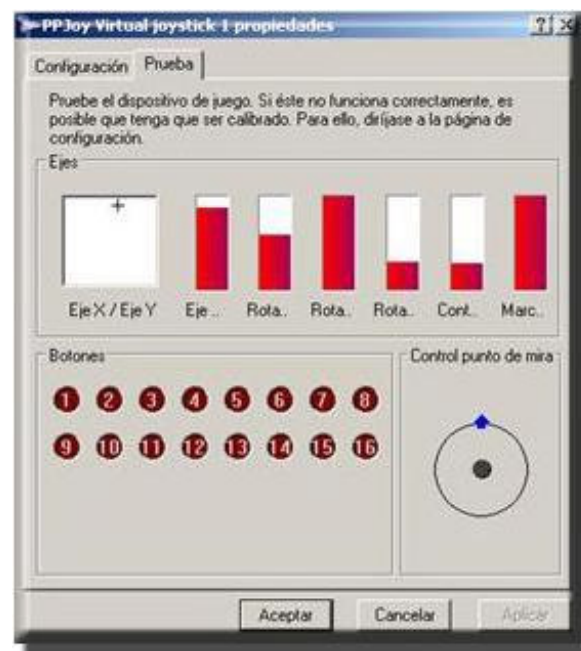 PPJoy Virtual joystick 1 propiedades
Configuración Prueba
Pruebe el dispositivo de juego. Si éste no funciona correctamente, es
posible que tenga que ser calibrado. Para ello, diríjase a la página de
configuración.
Ejes
Eje X / Eje Y Eje .. Rota.. Rota.. Rota.. Cont.. Marc..
Botones Control punto de mira
1 2 3 4 5 6 7 8
9 10 11 12 13 14 15 16
Aceptar Cancelar Aplicar